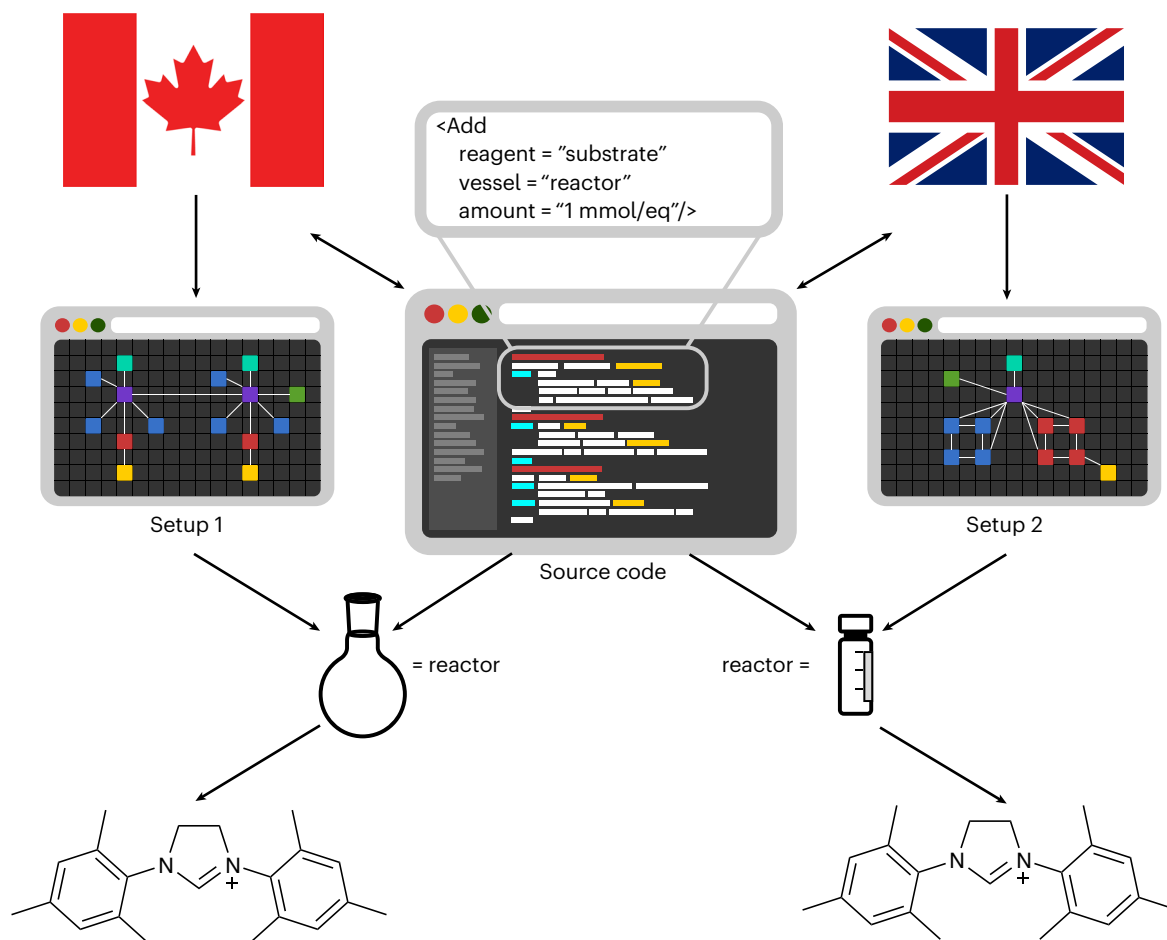 <Add
reagent = ”substrate”
vessel = “reactor”
amount = “1 mmol/eq”/>
Setup 1
Source code
Setup 2
= reactor
reactor =
N
N
+
N
N
+